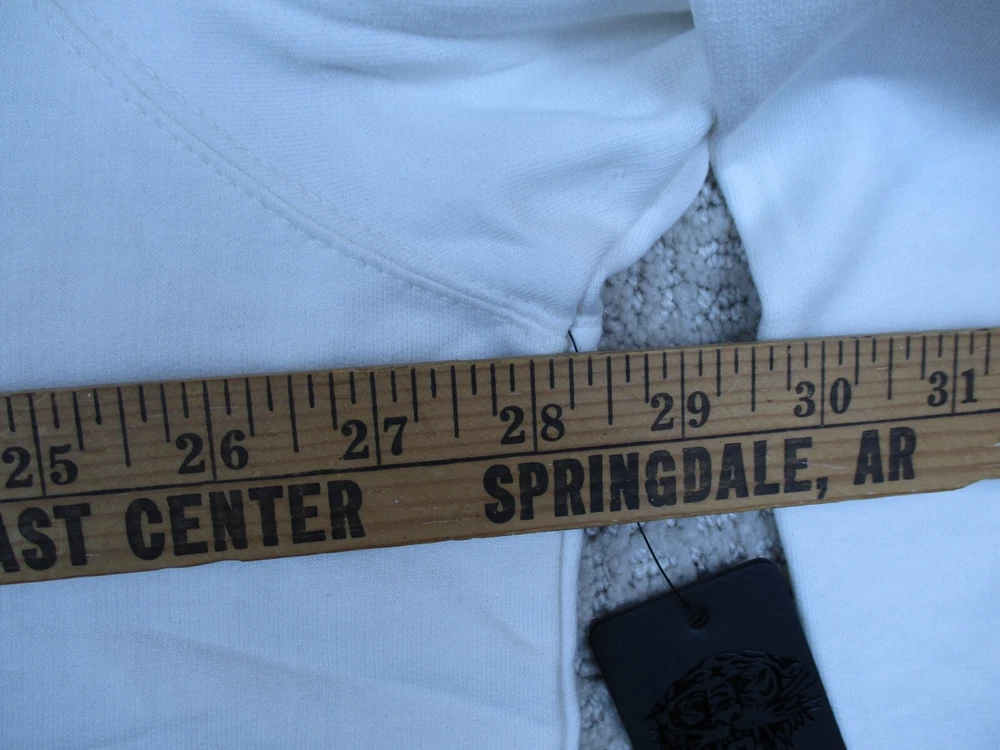 25 26 27 28 29 30 31
AST CENTER SPRINGDALE, AR